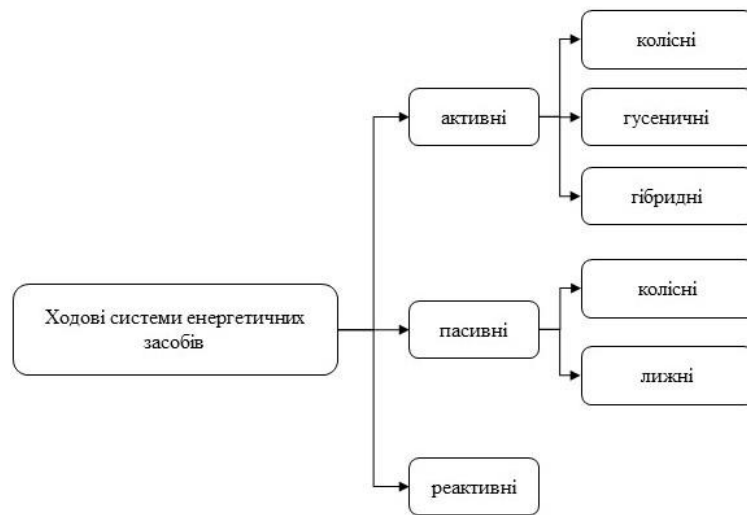 Ходові системи енергетичних
засобів
активні
колісні
гусеничні
гібридні
пасивні
колісні
лижні
реактивні